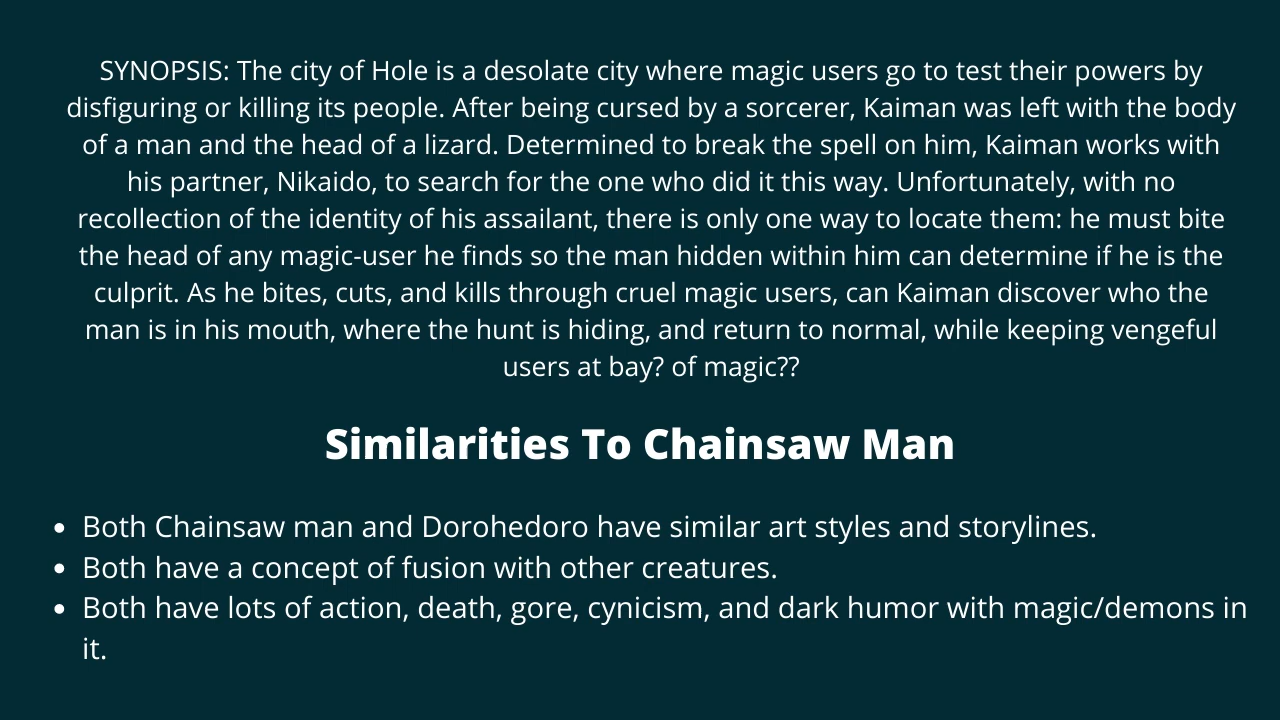 SYNOPSIS: The city of Hole is a desolate city where magic users go to test their powers by
disfiguring or killing its people. After being cursed by a sorcerer, Kaiman was left with the body
of a man and the head of a lizard. Determined to break the spell on him, Kaiman works with
his partner, Nikaido, to search for the one who did it this way. Unfortunately, with no
recollection of the identity of his assailant, there is only one way to locate them: he must bite
the head of any magic-user he finds so the man hidden within him can determine if he is the
culprit. As he bites, cuts, and kills through cruel magic users, can Kaiman discover who the
man is in his mouth, where the hunt is hiding, and return to normal, while keeping vengeful
users at bay? of magic??
Similarities To Chainsaw Man
• Both Chainsaw man and Dorohedoro have similar art styles and storylines.
• Both have a concept of fusion with other creatures.
• Both have lots of action, death, gore, cynicism, and dark humor with magic/demons in
it.